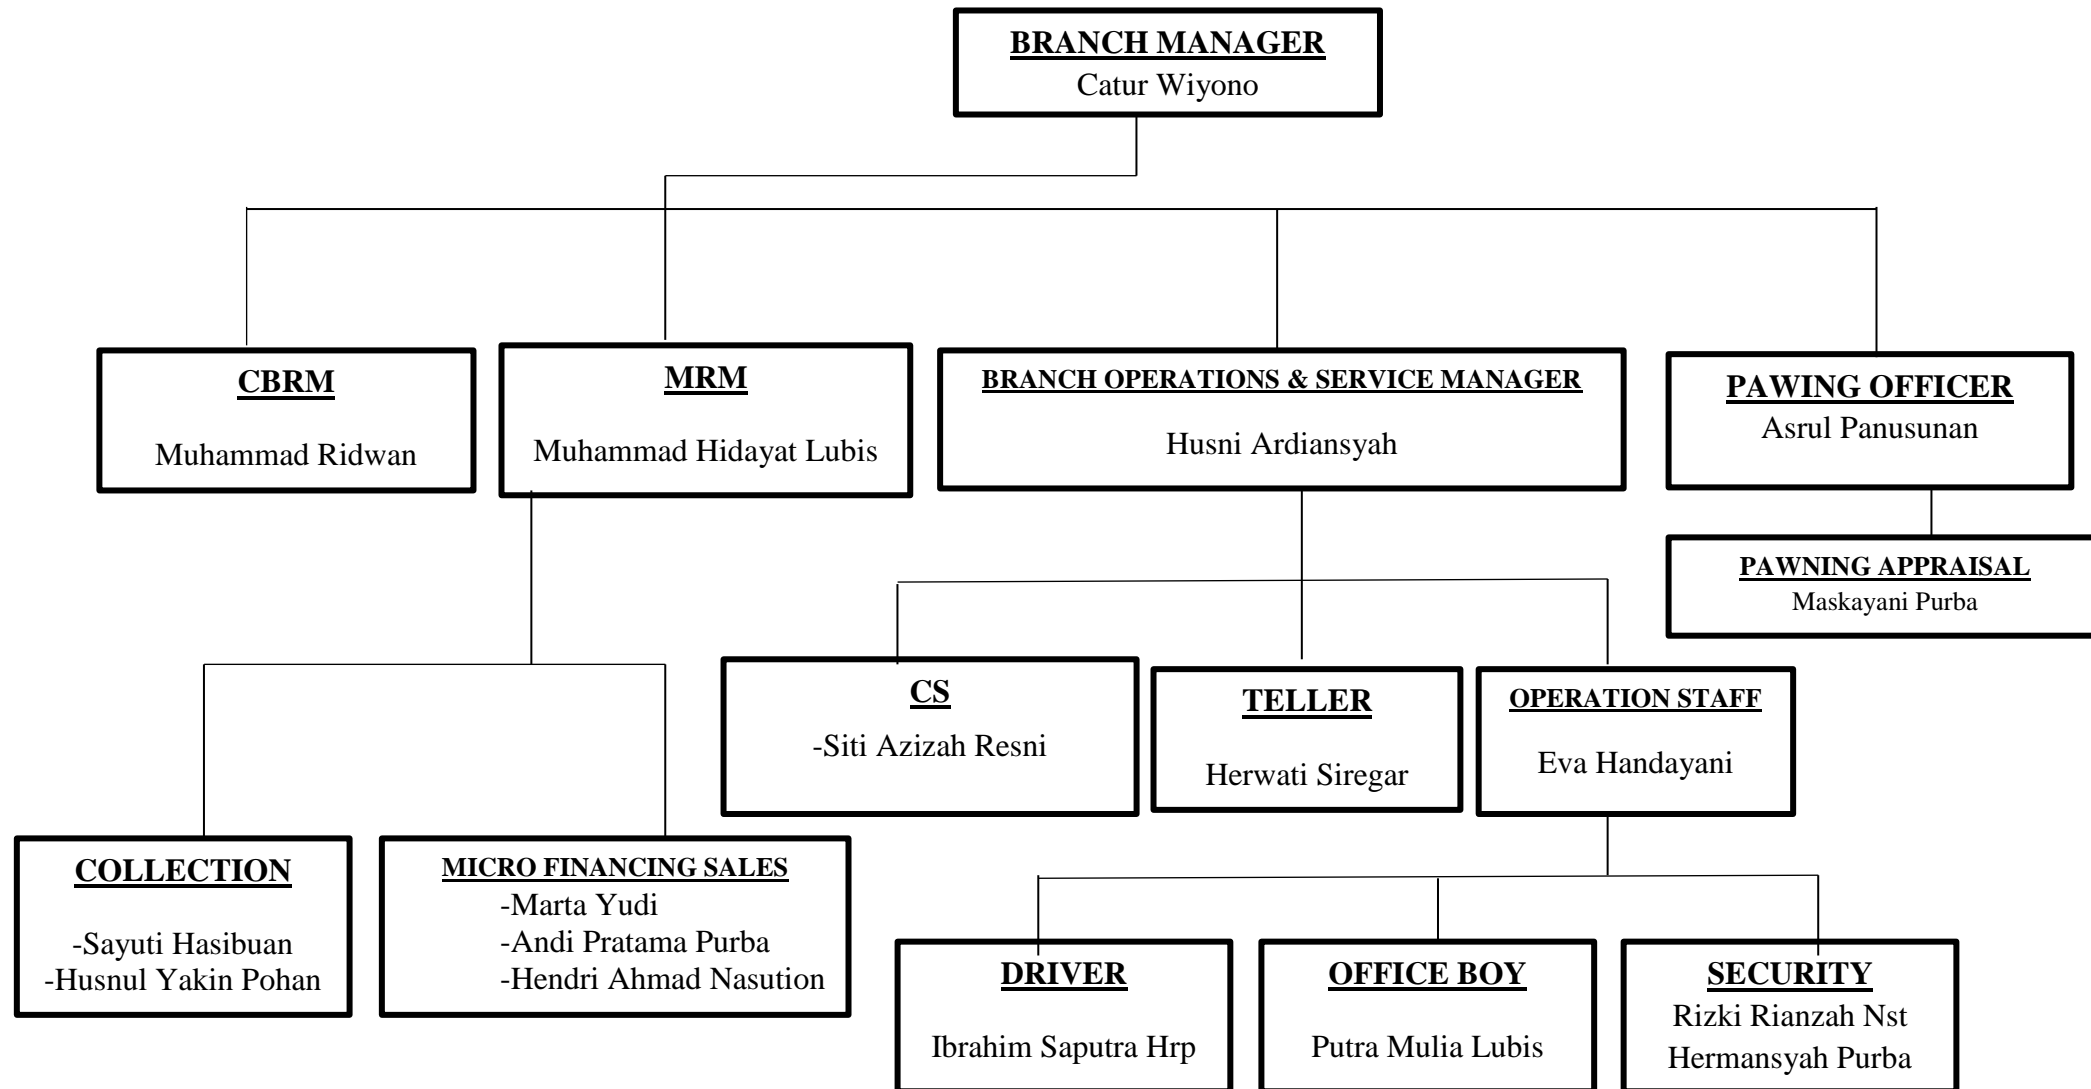 BRANCH MANAGER
Catur Wiyono
CBRM
Muhammad Ridwan
MRM
Muhammad Hidayat Lubis
BRANCH OPERATIONS & SERVICE MANAGER
Husni Ardiansyah
PAWING OFFICER
Asrul Panusunan
PAWNING APPRAISAL
Maskayani Purba
CS
-Siti Azizah Resni
TELLER
Herwati Siregar
OPERATION STAFF
Eva Handayani
COLLECTION
-Sayuti Hasibuan
-Husnul Yakin Pohan
MICRO FINANCING SALES
-Marta Yudi
-Andi Pratama Purba
-Hendri Ahmad Nasution
DRIVER
Ibrahim Saputra Hrp
OFFICE BOY
Putra Mulia Lubis
SECURITY
Rizki Rianzah Nst
Hermansyah Purba